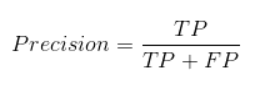 Precision = TP / TP + FP